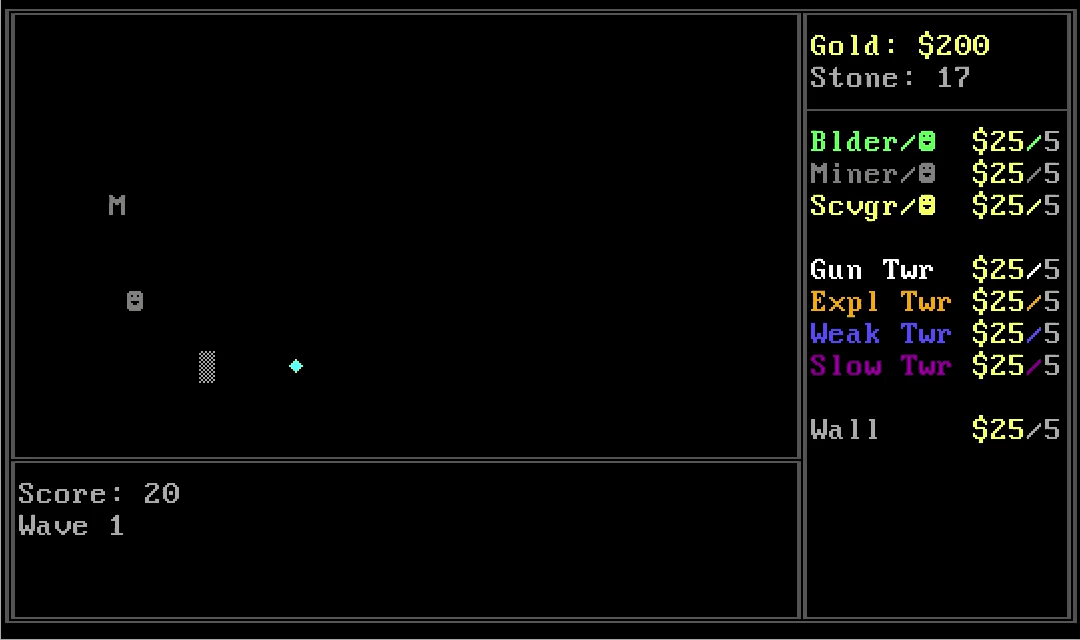 Gold: $200
Stone: 17
Blder/☻ $25/5
Miner/☻ $25/5
Scvgr/☻ $25/5
M
Gun Twr $25/5
Expl Twr $25/5
Weak Twr $25/5
Slow Twr $25/5
Wall $25/5
Score: 20
Wave 1